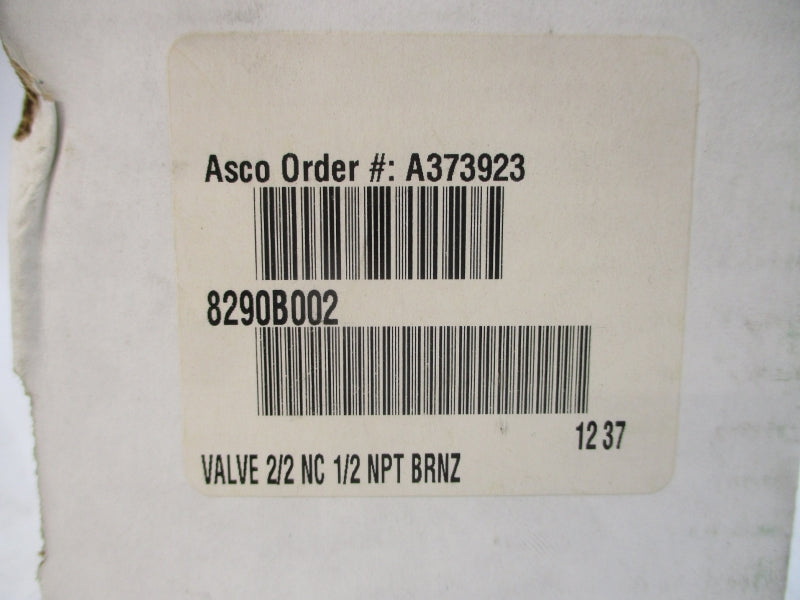 Asco Order #: A373923
8290B002
12 37
VALVE 2/2 NC 1/2 NPT BRNZ